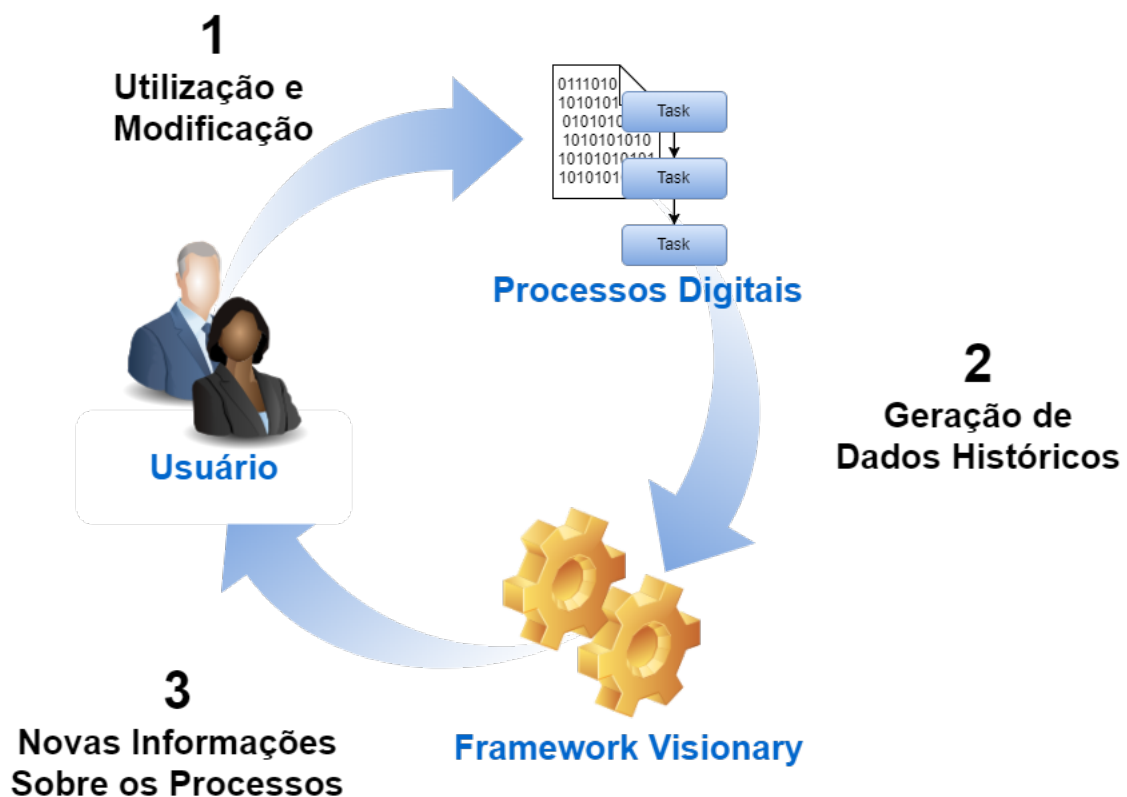 1
Utilização e
Modificação
0111010
1010101
0101010
1010101010
10101010101
1010101
Task
Task
Task
Processos Digitais
2
Geração de
Dados Históricos
Usuário
3
Novas Informações
Sobre os Processos
Framework Visionary